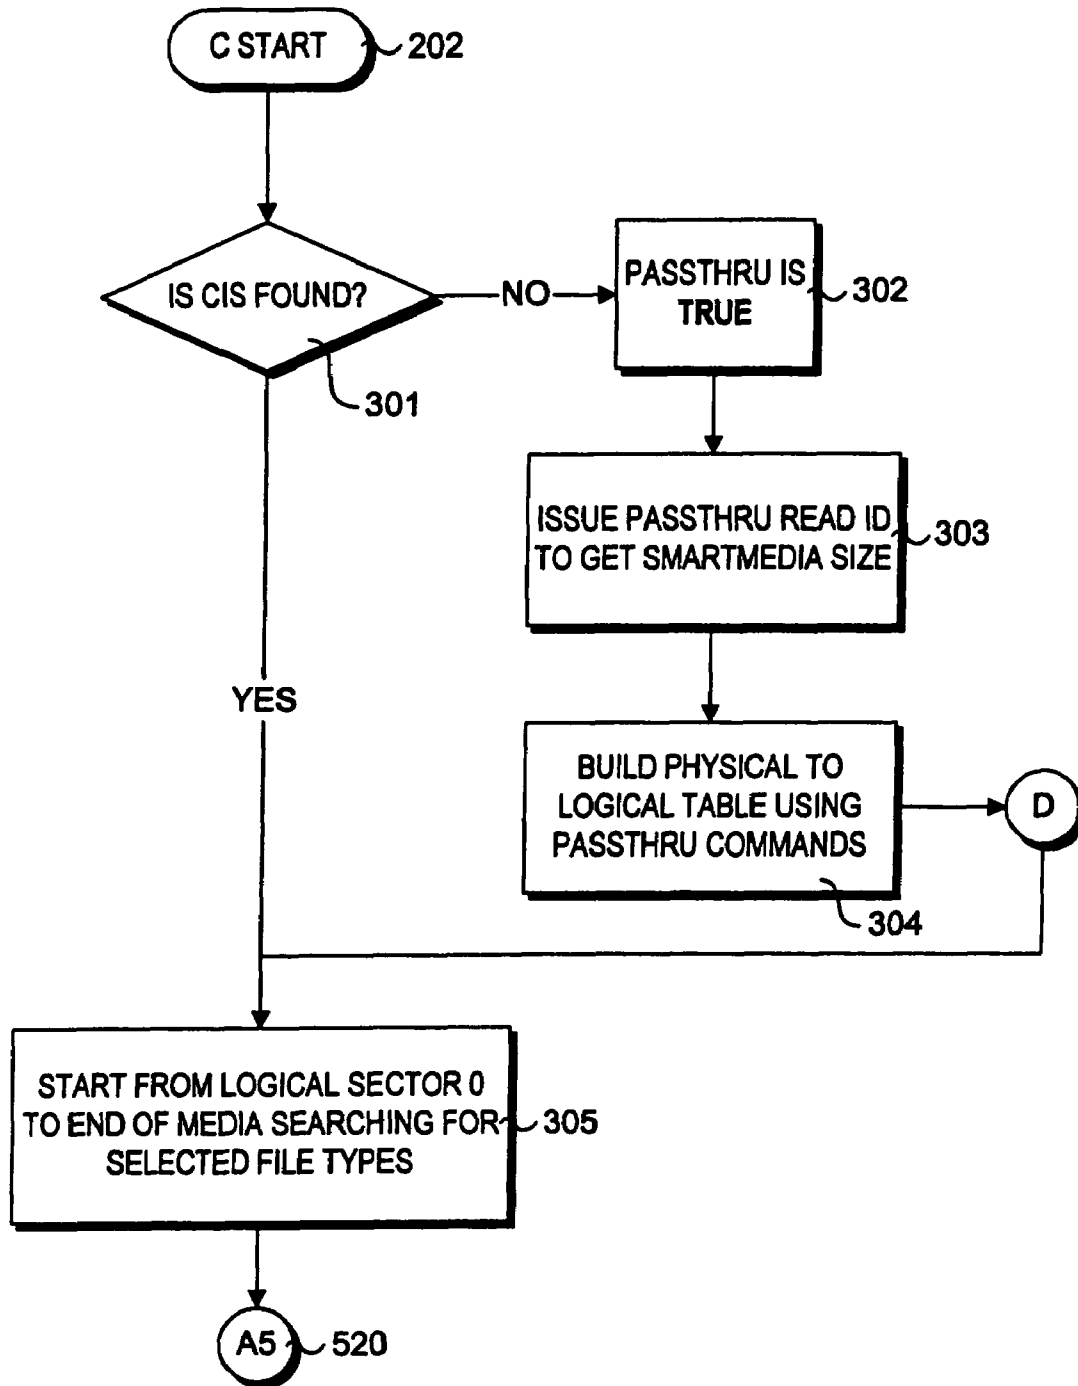 C START
202
IS CIS FOUND?
301
NO
PASSTHRU IS
TRUE
302
ISSUE PASSTHRU READ ID
TO GET SMARTMEDIA SIZE
303
YES
BUILD PHYSICAL TO
LOGICAL TABLE USING
PASSTHRU COMMANDS
304
D
START FROM LOGICAL SECTOR 0
TO END OF MEDIA SEARCHING FOR
SELECTED FILE TYPES
305
A5
520